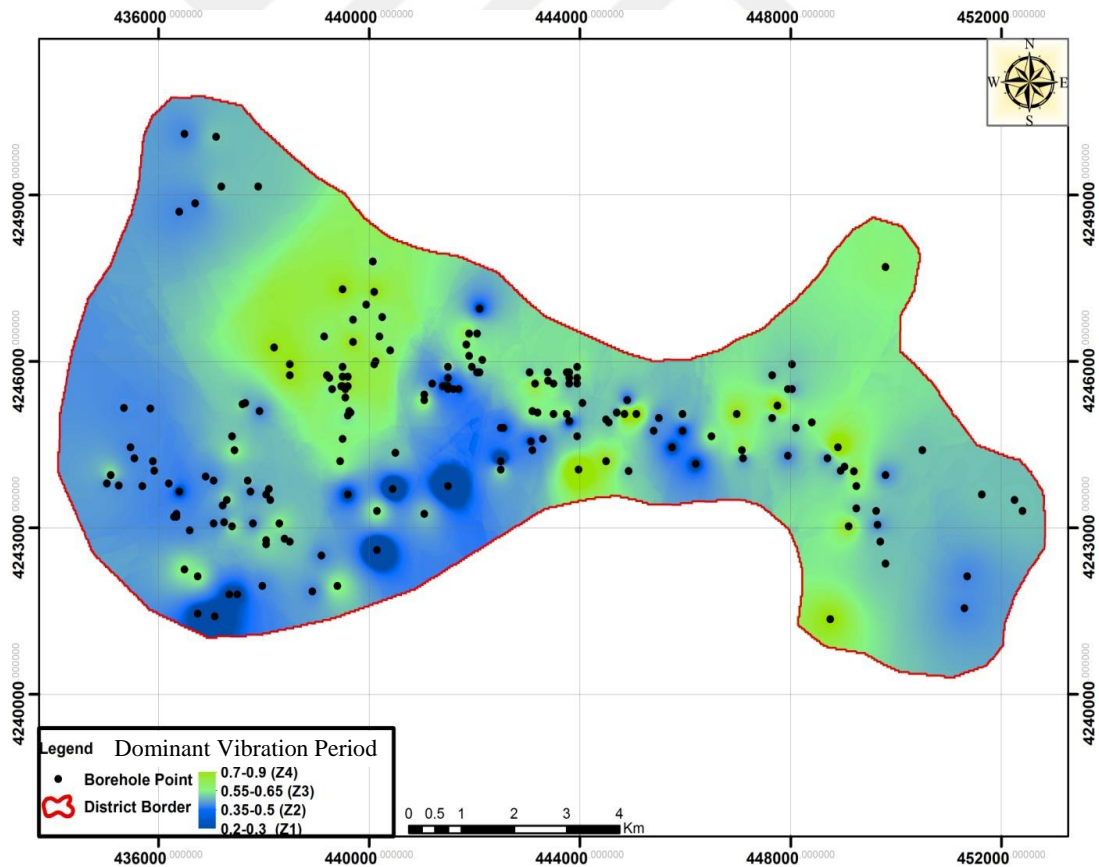 436000.000000 440000.000000 444000.000000 448000.000000 452000.000000
N
W E
S
4249000.000000 4249000.000000
4246000.000000 4246000.000000
4243000.000000 4243000.000000
4240000.000000 4240000.000000
Legend Dominant Vibration Period
Borehole Point
District Border
0.7-0.9 (Z4)
0.55-0.65 (Z3)
0.35-0.5 (Z2)
0.2-0.3 (Z1)
0 0.5 1 2 3 4
Km
436000.000000 440000.000000 444000.000000 448000.000000 452000.000000